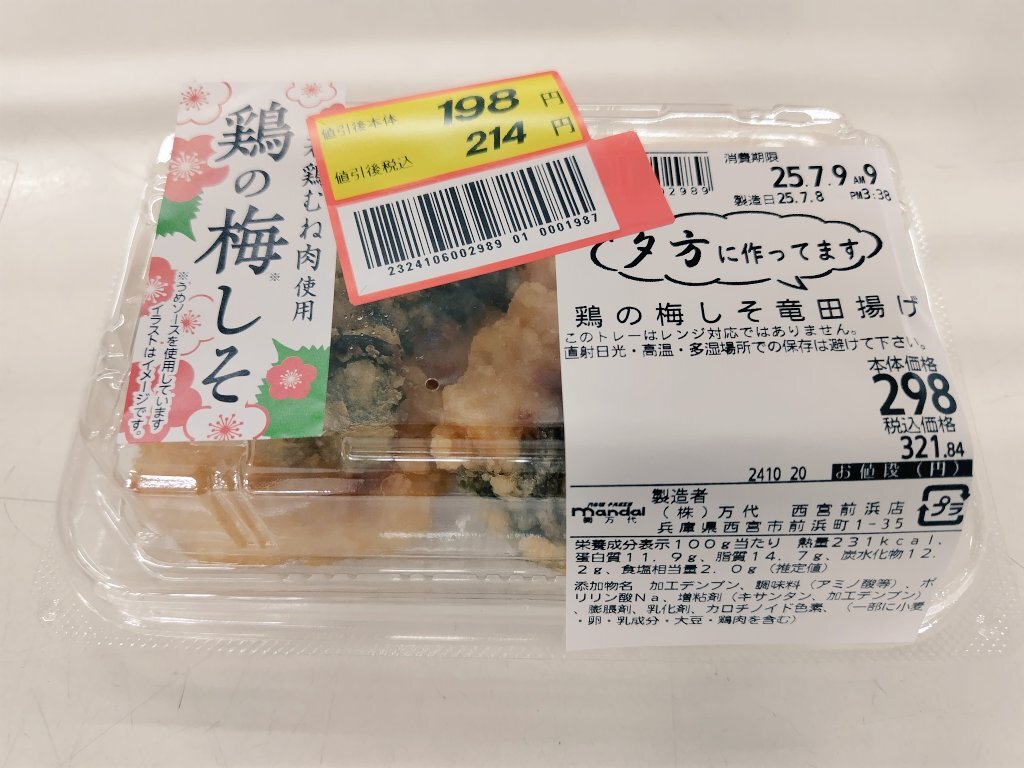 鶏の梅しそ
鶏むね肉使用
※うめソースを使用しています
イラストはイメージです。
値引後本体 198 円
値引後税込 214 円
2324106002989 01 0001987
02989
消費期限
25.7.9 AM 9
製造日25.7.8 PM3:38
夕方に作ってます
鶏の梅しそ竜田揚げ
このトレーはレンジ対応ではありません。
直射日光・高温・多湿場所での保存は避けて下さい。
本体価格
298
税込価格
321.84
2410 20 お値段(円)
製造者
mandai (株)万代 西宮前浜店
兵庫県西宮市前浜町1-35
プラ
栄養成分表示100g当たり 熱量231kcal、
蛋白質11.9g、脂質14.7g、炭水化物12.
2g、食塩相当量2.0g(推定値)
添加物名 加工デンプン、調味料(アミノ酸等)、ポ
リリン酸Na、増粘剤(キサンタン、加工デンプン)
、膨脹剤、乳化剤、カロチノイド色素、(一部に小麦
・卵・乳成分・大豆・鶏肉を含む)